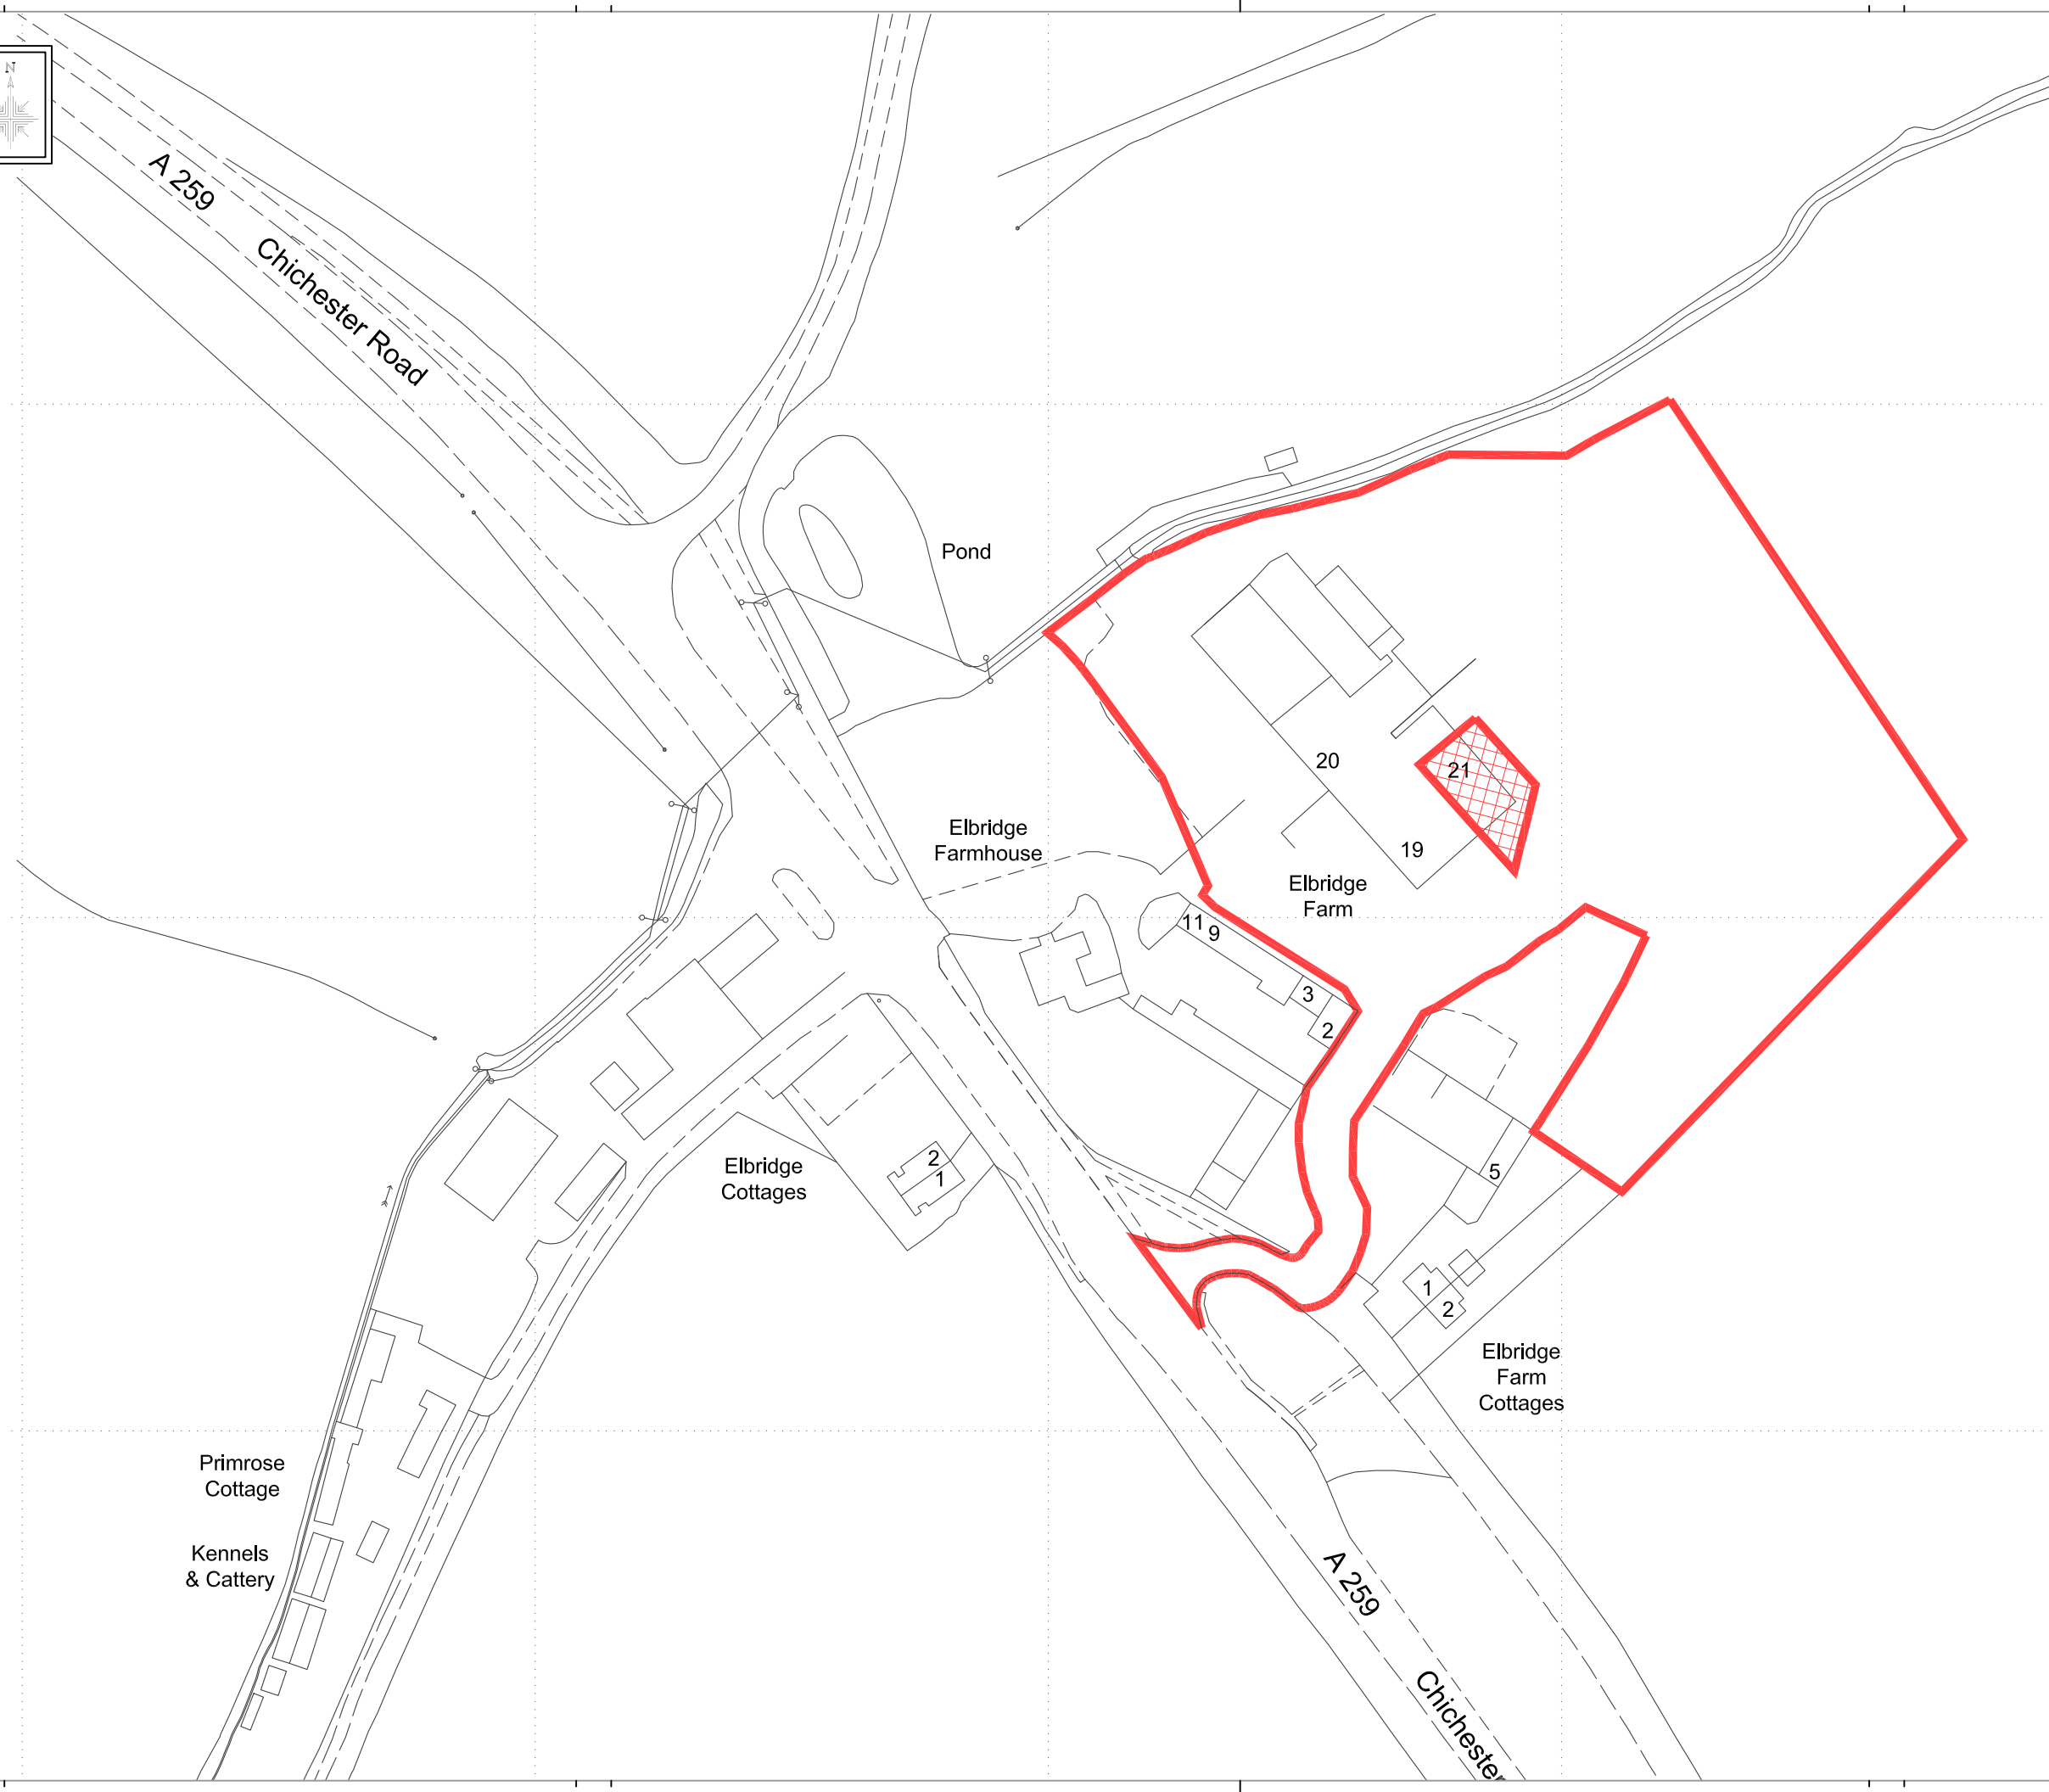 N
A 259
Chichester Road
Pond
20
21
19
Elbridge
Farmhouse
Elbridge
Farm
11
9
3
2
Elbridge
Cottages
2
1
5
1
2
Elbridge
Farm
Cottages
Primrose
Cottage
Kennels
& Cattery
A 259
Chichester